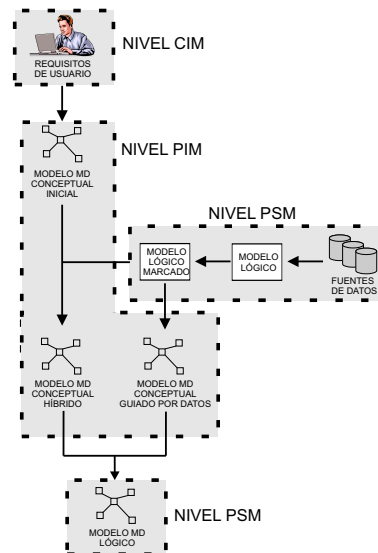 NIVEL CIM
REQUISITOS
DE USUARIO
NIVEL PIM
MODELO MD
CONCEPTUAL
INICIAL
NIVEL PSM
MODELO
LÓGICO
MARCADO
MODELO
LÓGICO
FUENTES
DE DATOS
MODELO MD
CONCEPTUAL
HÍBRIDO
MODELO MD
CONCEPTUAL
GUIADO POR DATOS
NIVEL PSM
MODELO MD
LÓGICO